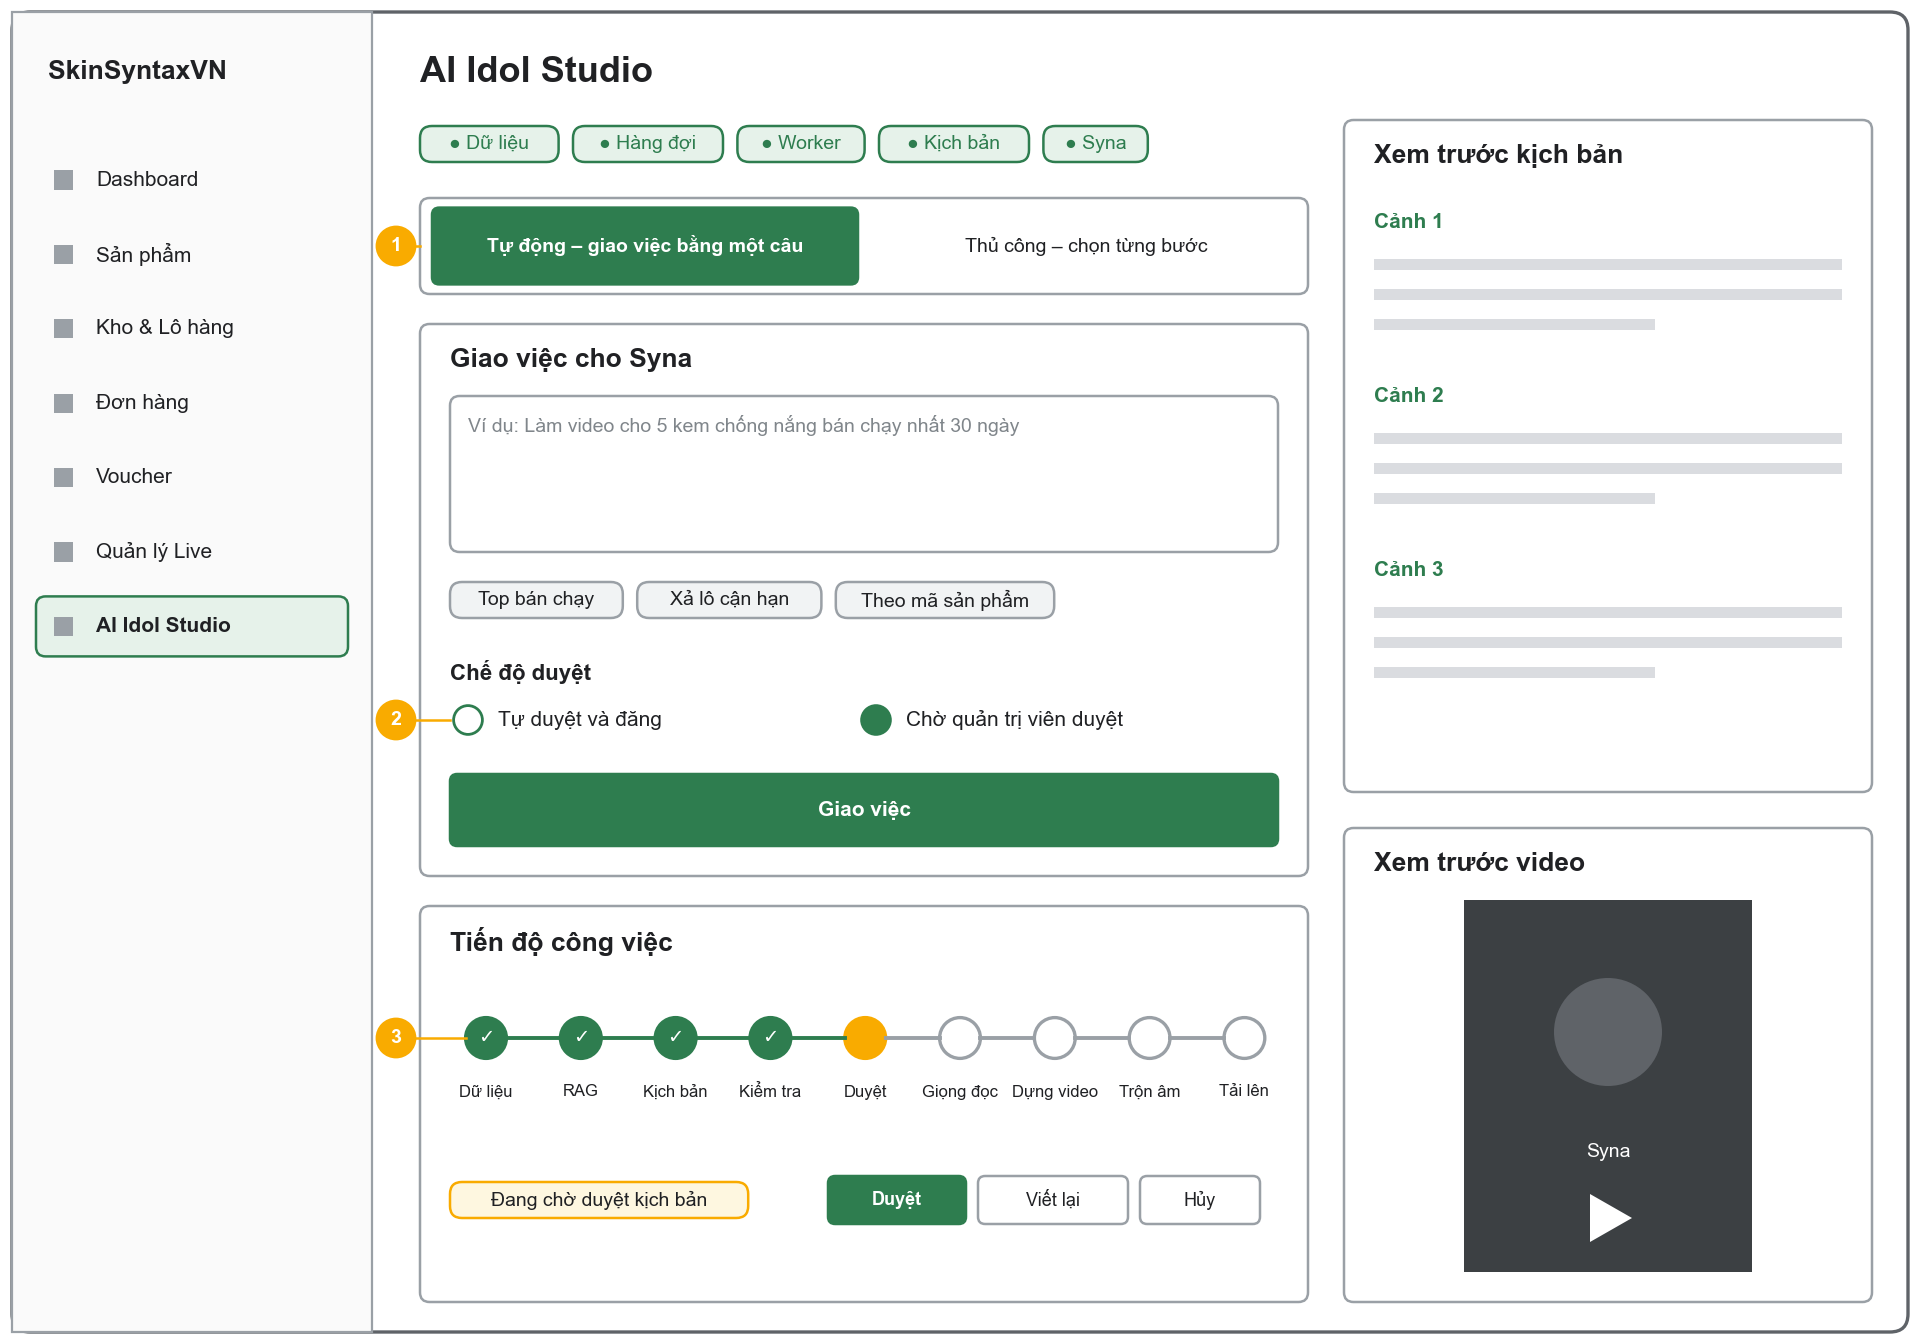 SkinSyntaxVN
Dashboard
Sản phẩm
Kho & Lô hàng
Đơn hàng
Voucher
Quản lý Live
AI Idol Studio
AI Idol Studio
● Dữ liệu
● Hàng đợi
● Worker
● Kịch bản
● Syna
1
Tự động – giao việc bằng một câu
Thủ công – chọn từng bước
Giao việc cho Syna
Ví dụ: Làm video cho 5 kem chống nắng bán chạy nhất 30 ngày
Top bán chạy
Xả lô cận hạn
Theo mã sản phẩm
Chế độ duyệt
2
Tự duyệt và đăng
Chờ quản trị viên duyệt
Giao việc
Tiến độ công việc
3
✓ ✓ ✓ ✓
Dữ liệu
RAG
Kịch bản
Kiểm tra
Duyệt
Giọng đọc
Dựng video
Trộn âm
Tải lên
Đang chờ duyệt kịch bản
Duyệt
Viết lại
Hủy
Xem trước kịch bản
Cảnh 1
Cảnh 2
Cảnh 3
Xem trước video
Syna